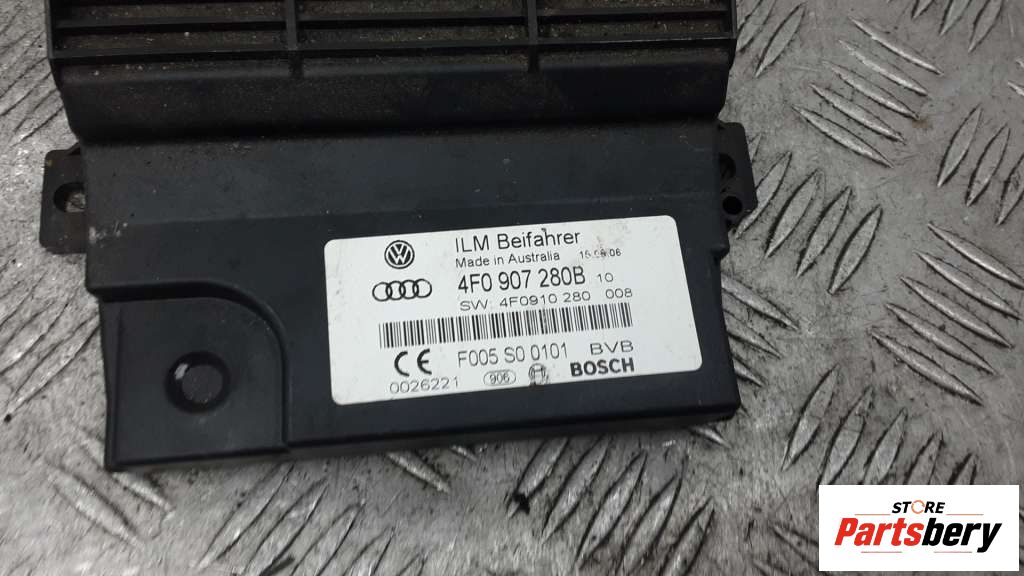 ILM Beifahrer
Made in Australia
4F0 907 280B 10
SW: 4F0910 280 008
F005 S0 0101 BVB
CE 0026221 906 BOSCH
STORE
Partsbery